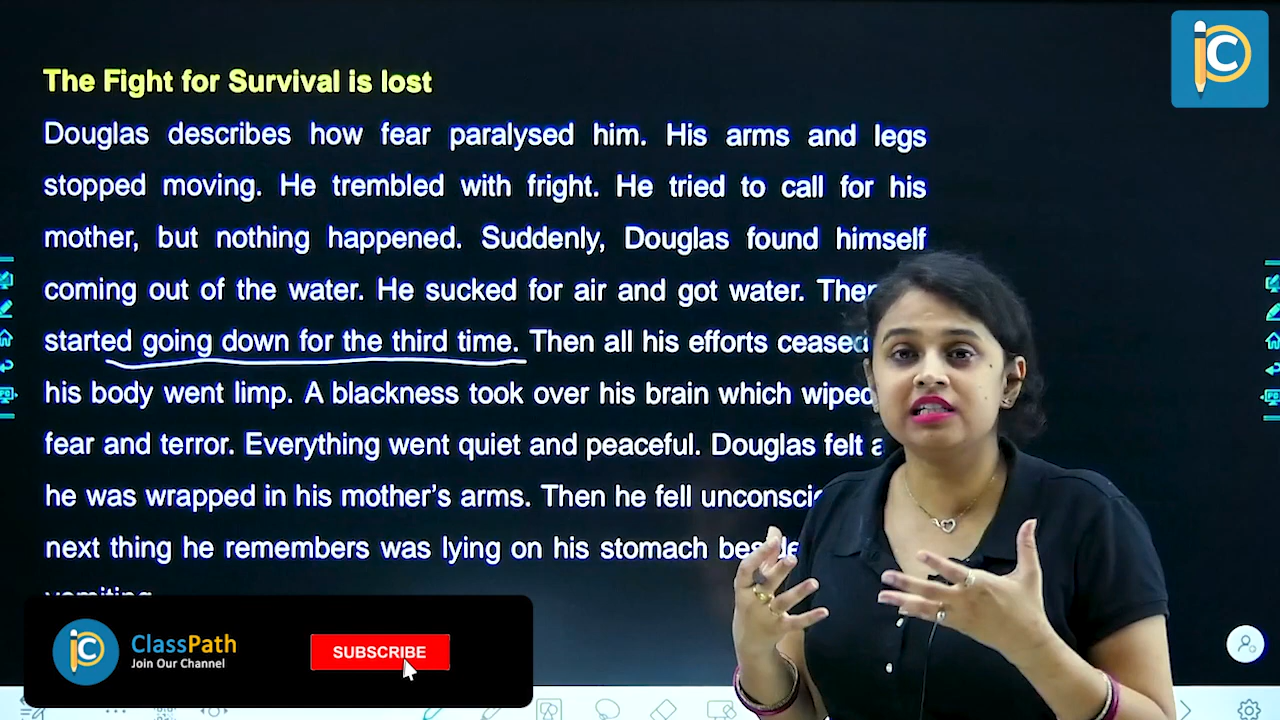 The Fight for Survival is lost
Douglas describes how fear paralysed him. His arms and legs
stopped moving. He trembled with fright. He tried to call for his
mother, but nothing happened. Suddenly, Douglas found himself
coming out of the water. He sucked for air and got water. Then
started going down for the third time. Then all his efforts ceased
his body went limp. A blackness took over his brain which wiped
fear and terror. Everything went quiet and peaceful. Douglas felt
he was wrapped in his mother's arms. Then he fell
next thing he remembers was lying on his stomach
vomiting
ClassPath
Join Our Channel
SUBSCRIBE